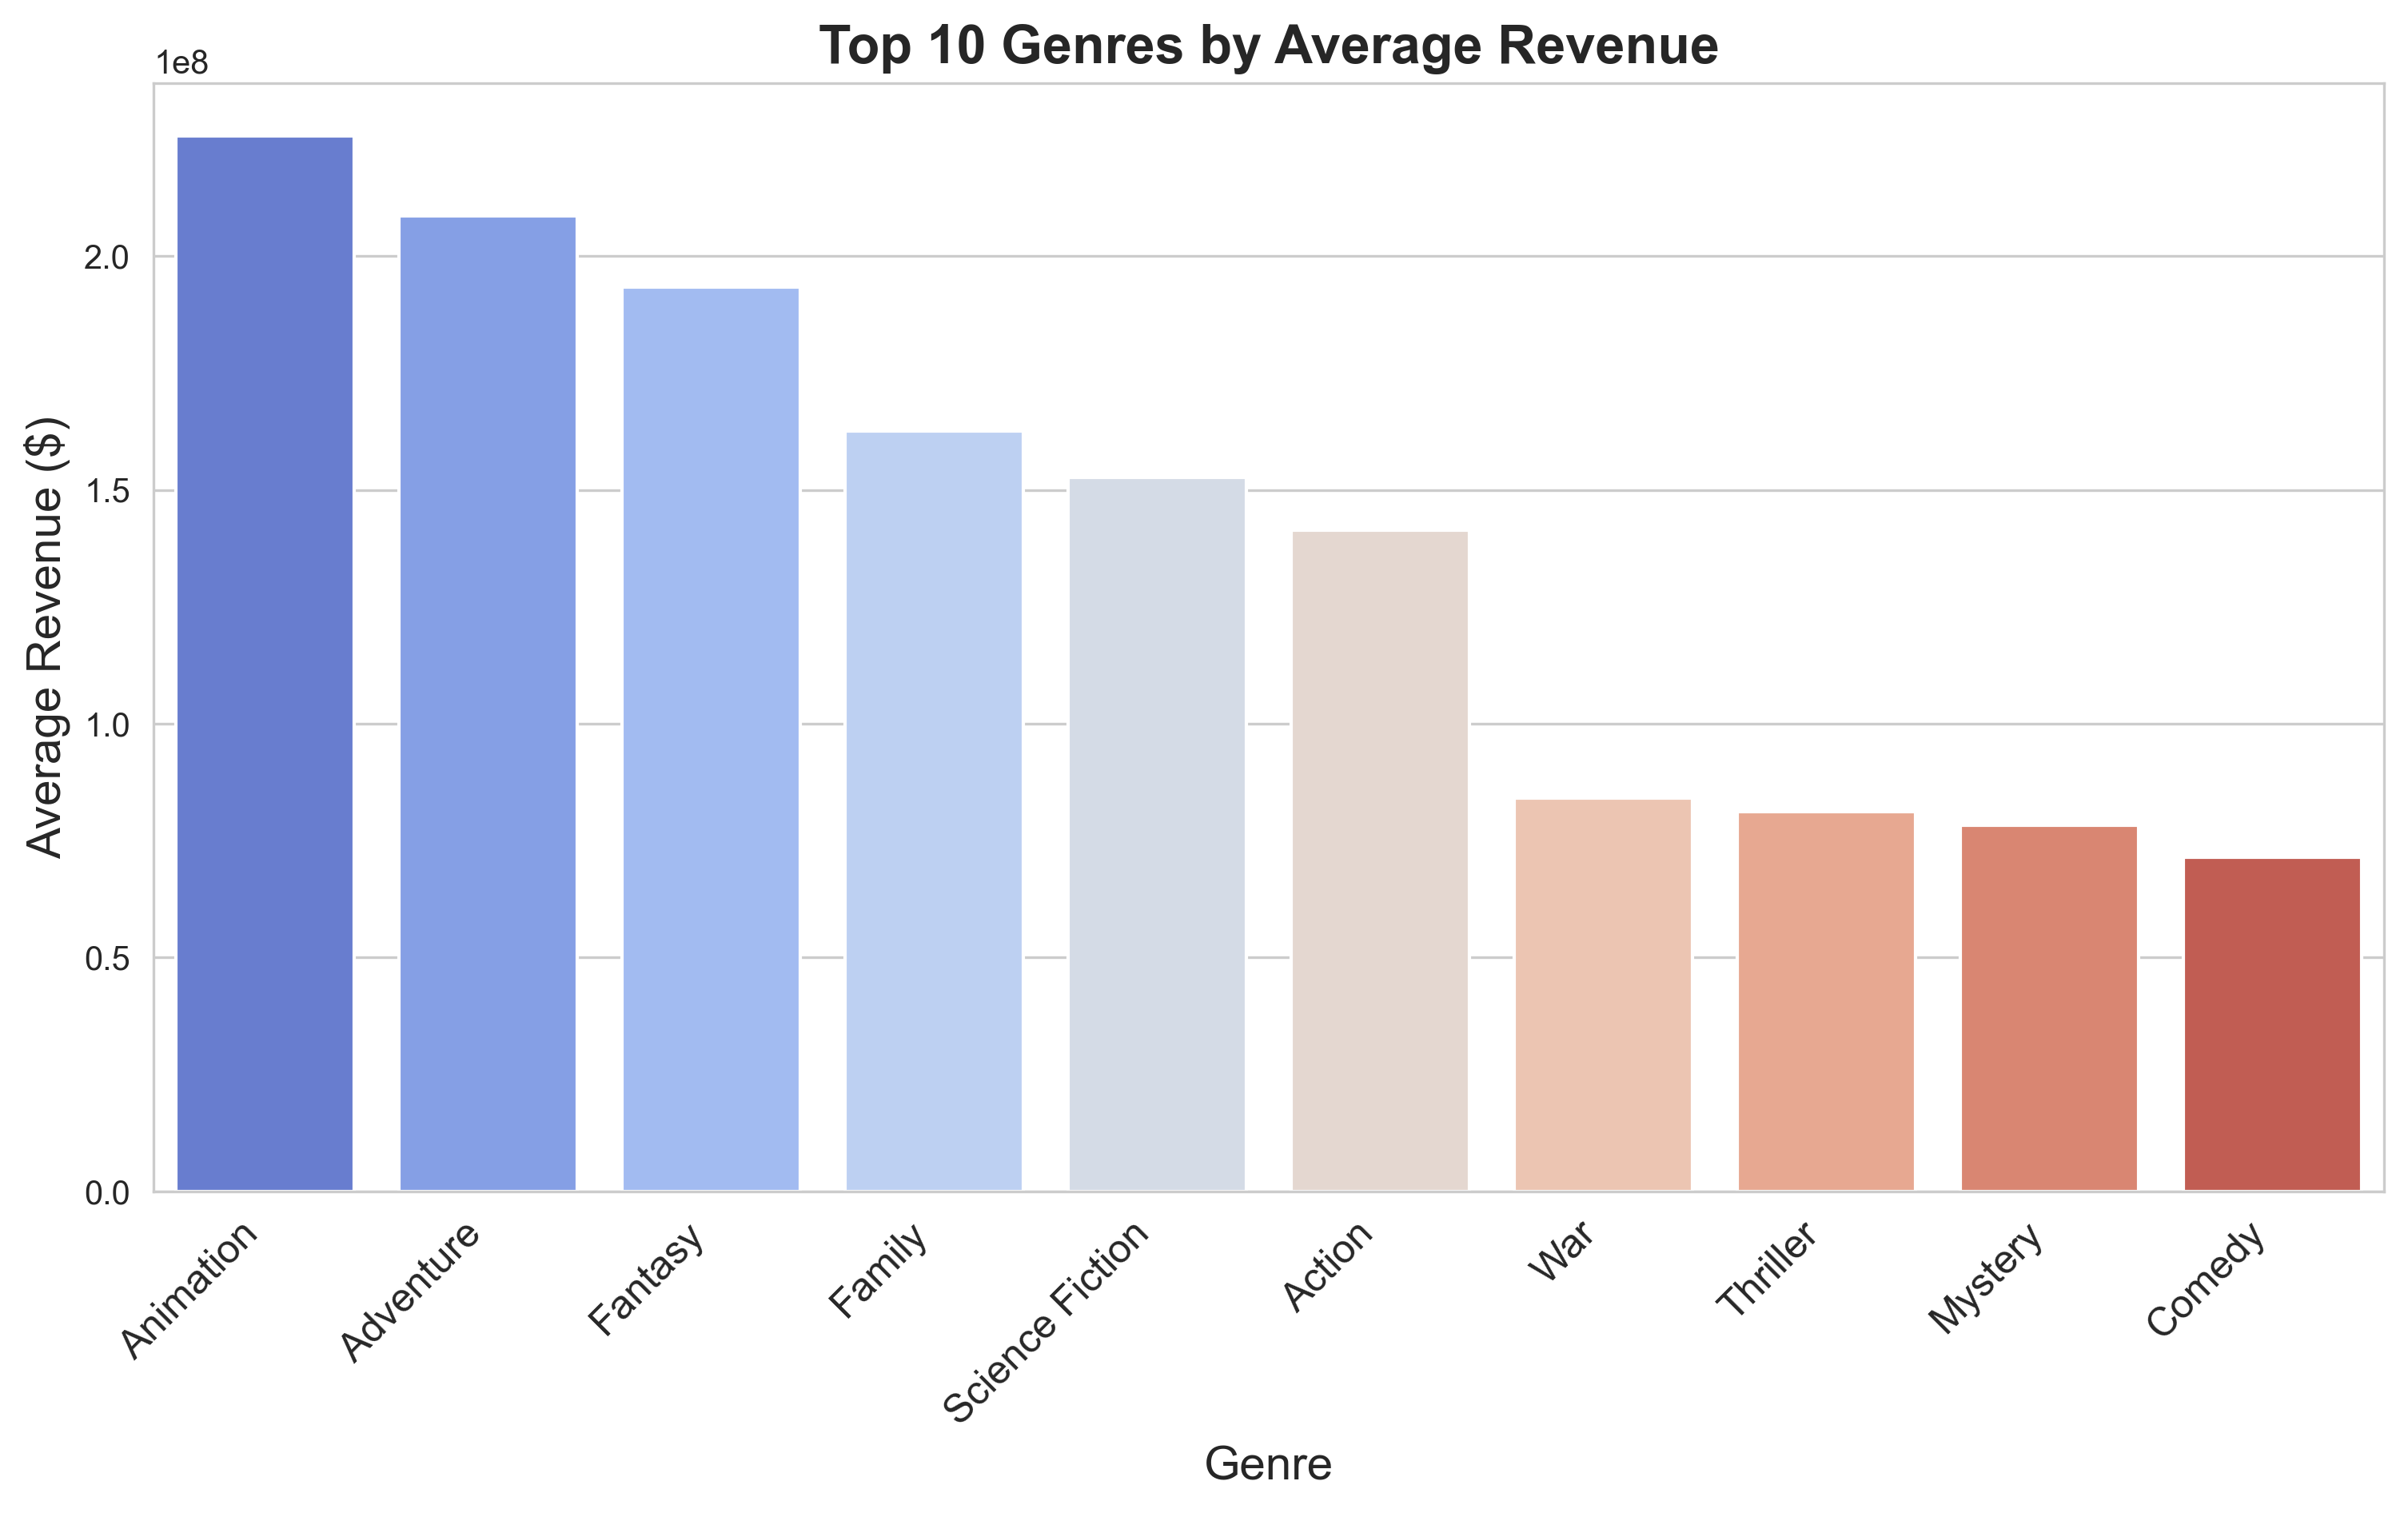 Top 10 Genres by Average Revenue
1e8
Average Revenue ($)
2.0
1.5
1.0
0.5
0.0
Animation
Adventure
Fantasy
Family
Science Fiction
Action
War
Thriller
Mystery
Comedy
Genre